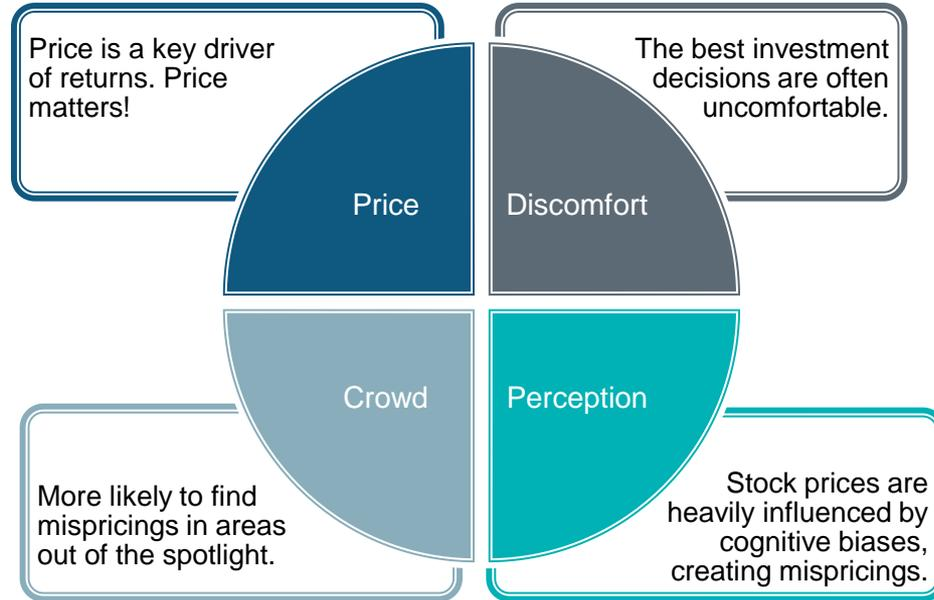 Price is a key driver
of returns. Price
matters!
The best investment
decisions are often
uncomfortable.
Price
Discomfort
Crowd
Perception
More likely to find
mispricings in areas
out of the spotlight.
Stock prices are
heavily influenced by
cognitive biases,
creating mispricings.